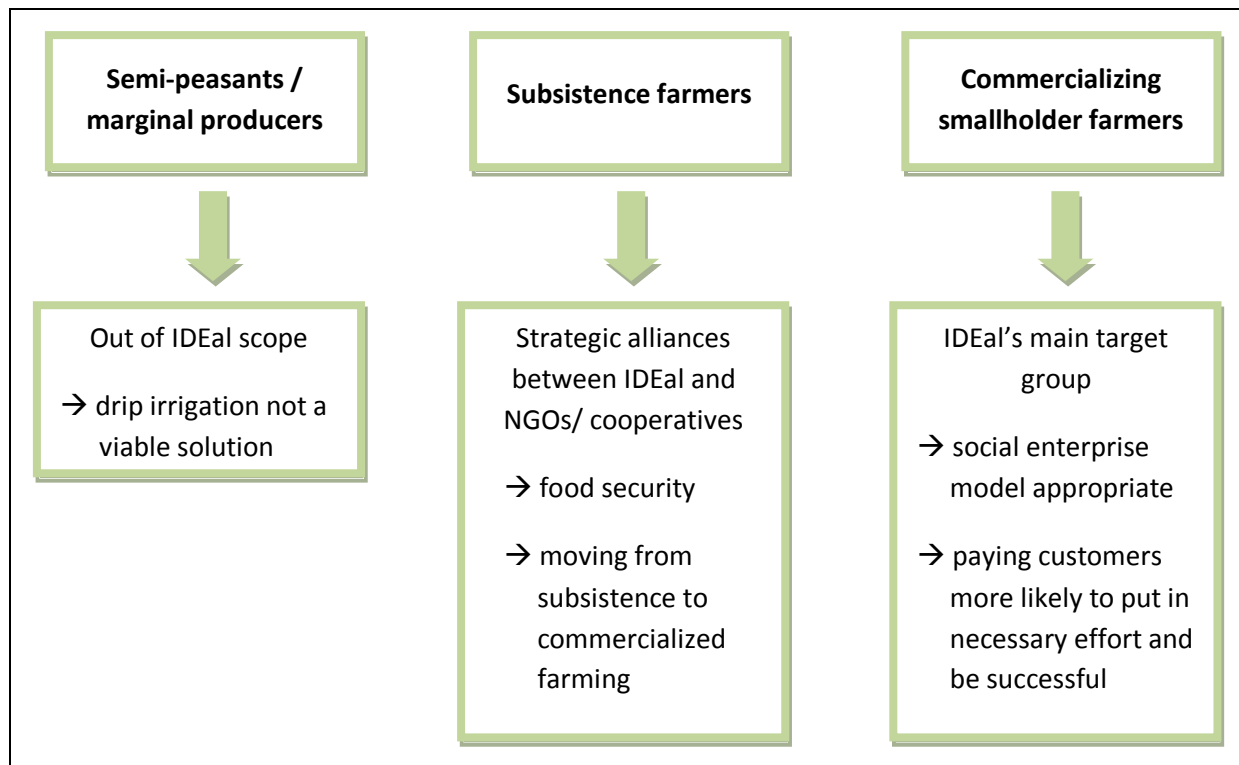 Semi-peasants /
marginal producers
Out of IDEal scope
→ drip irrigation not a
viable solution
Subsistence farmers
Strategic alliances
between IDEal and
NGOs/ cooperatives
→ food security
→ moving from
subsistence to
commercialized
farming
Commercializing
smallholder farmers
IDEal’s main target
group
→ social enterprise
model appropriate
→ paying customers
more likely to put in
necessary effort and
be successful